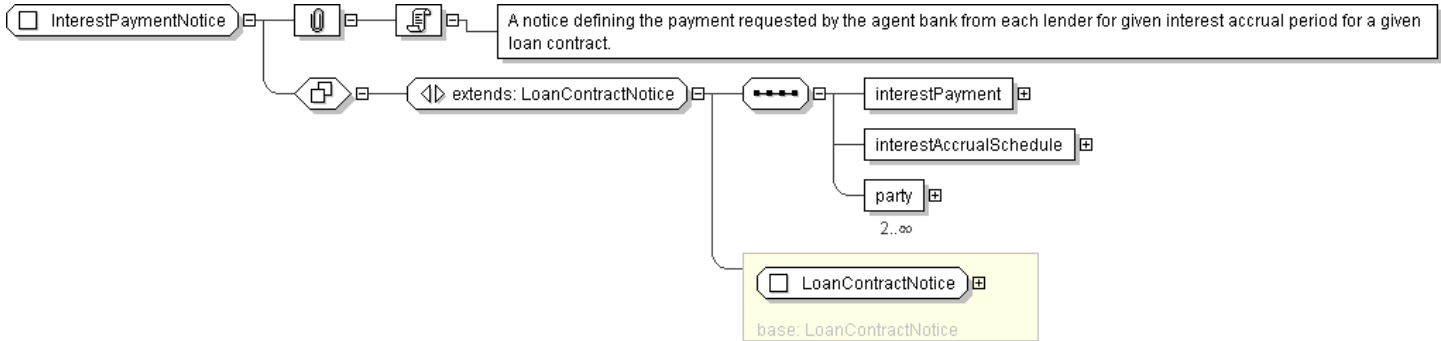 InterestPaymentNotice
A notice defining the payment requested by the agent bank from each lender for given interest accrual period for a given
loan contract.
extends: LoanContractNotice
interestPayment
interestAccrualSchedule
party
2..∞
LoanContractNotice
base: LoanContractNotice